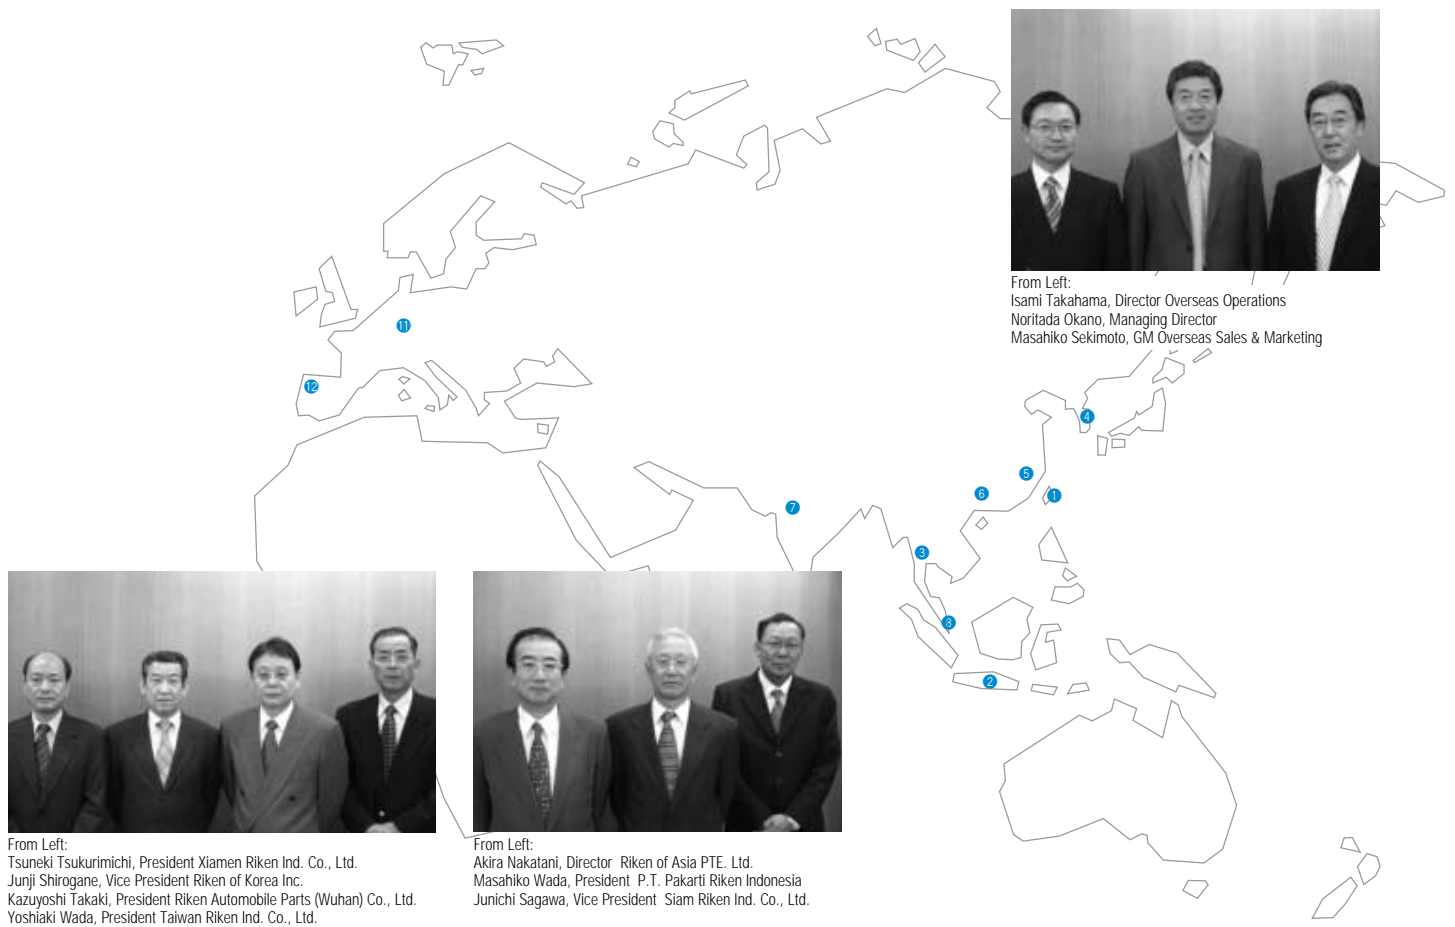 From Left:
Isami Takahama, Director Overseas Operations
Noritada Okano, Managing Director
Masahiko Sekimoto, GM Overseas Sales & Marketing
11
12
4
5
6
1
7
3
8
2
From Left:
Tsuneki Tsukurimichi, President Xiamen Riken Ind. Co., Ltd.
Junji Shirogane, Vice President Riken of Korea Inc.
Kazuyoshi Takaki, President Riken Automobile Parts (Wuhan) Co., Ltd.
Yoshiaki Wada, President Taiwan Riken Ind. Co., Ltd.
From Left:
Akira Nakatani, Director Riken of Asia PTE. Ltd.
Masahiko Wada, President P.T. Pakarti Riken Indonesia
Junichi Sagawa, Vice President Siam Riken Ind. Co., Ltd.